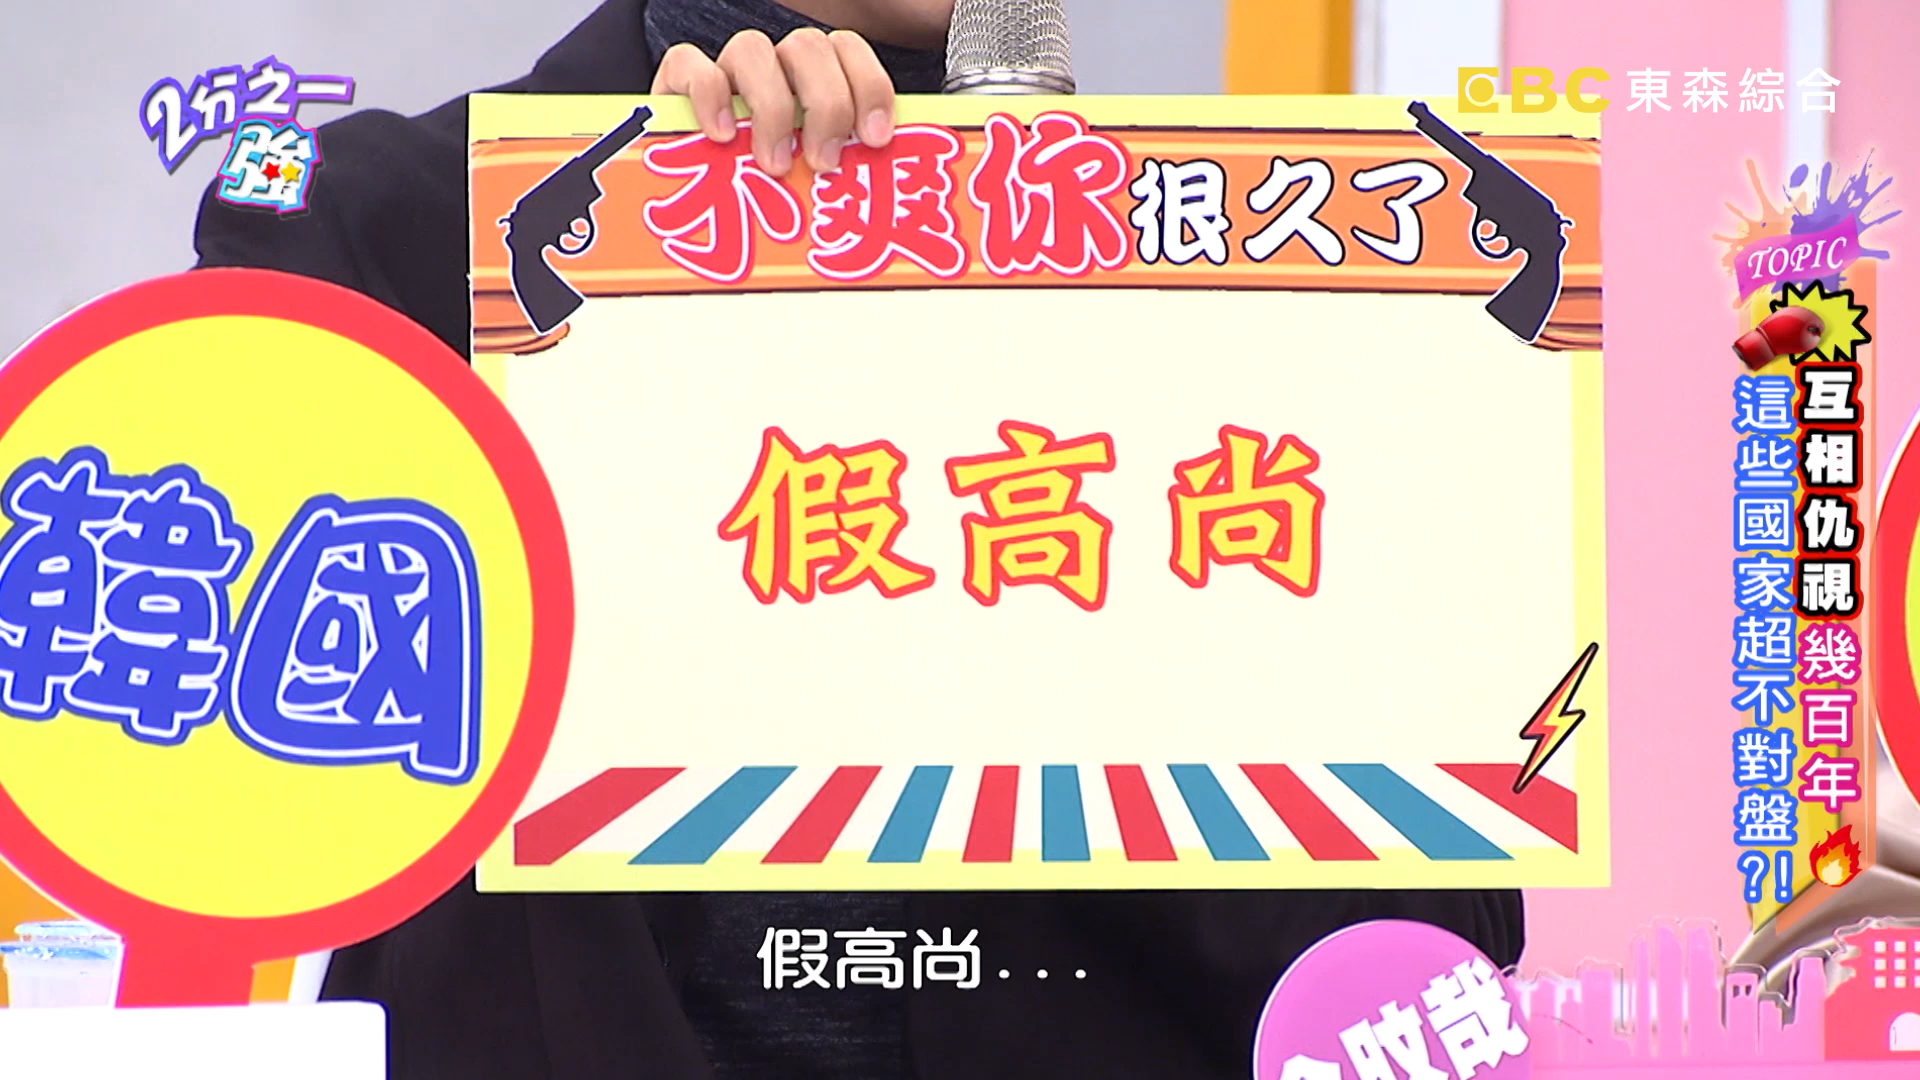 2分之一強
EBC 東森綜合
不爽你很久了
TOPIC
互相仇視幾百年
這些國家超不對盤?!
假高尚
韓國
假高尚...